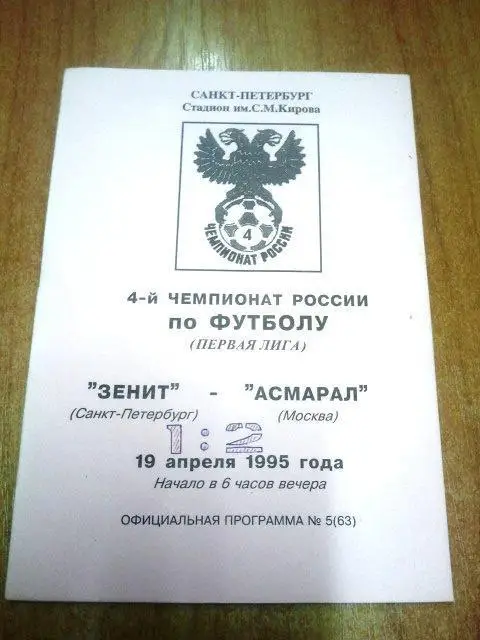 САНКТ-ПЕТЕРБУРГ
Стадион им.С.М.Кирова
4
ЧЕМПИОНАТ РОССИИ
4-й ЧЕМПИОНАТ РОССИИ
по ФУТБОЛУ
(ПЕРВАЯ ЛИГА)
"ЗЕНИТ" - "АСМАРАЛ"
(Санкт-Петербург) (Москва)
1:2
19 апреля 1995 года
Начало в 6 часов вечера
ОФИЦИАЛЬНАЯ ПРОГРАММА № 5(63)